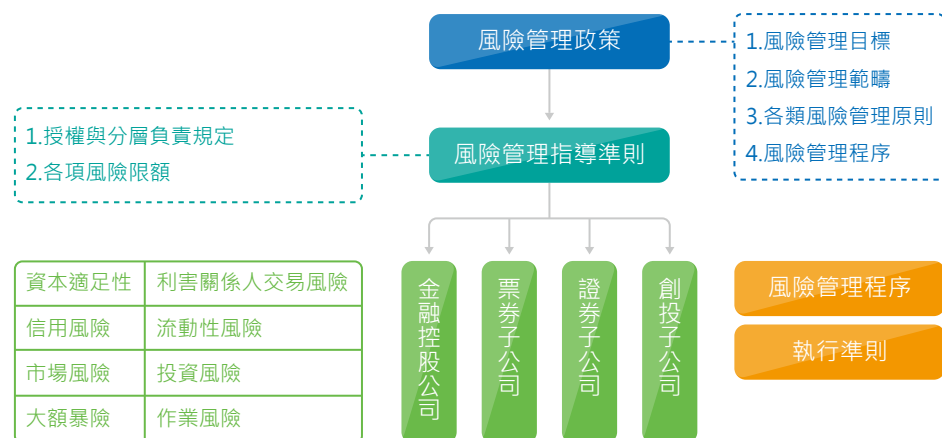 風險管理政策
1.風險管理目標
2.風險管理範疇
3.各類風險管理原則
4.風險管理程序
1.授權與分層負責規定
2.各項風險限額
風險管理指導準則
資本適足性 利害關係人交易風險
信用風險 流動性風險
市場風險 投資風險
大額暴險 作業風險
金融控股公司
票券子公司
證券子公司
創投子公司
風險管理程序
執行準則